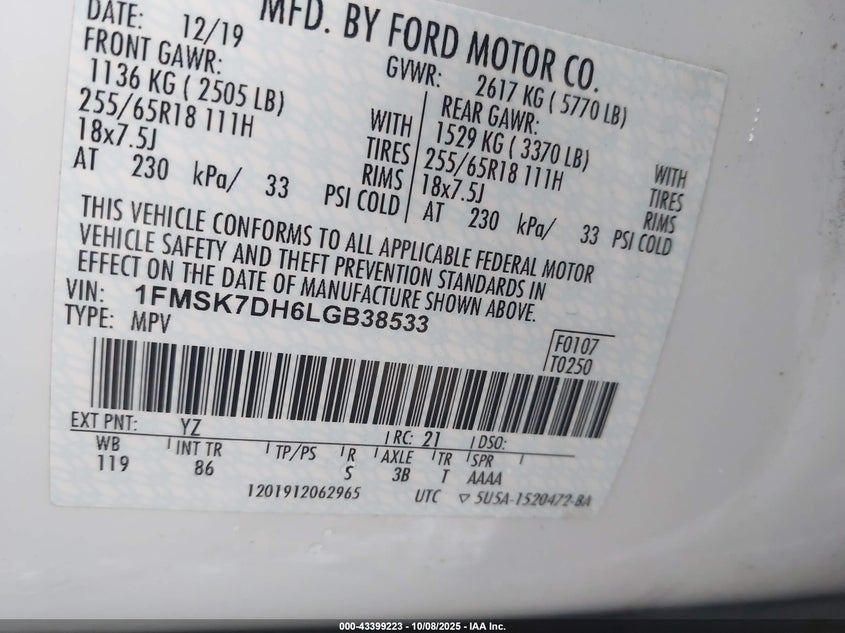 MFD. BY FORD MOTOR CO.
DATE: 12/19
GVWR: 2617 KG ( 5770 LB)
FRONT GAWR:
1136 KG ( 2505 LB)
255/65R18 111H WITH TIRES
18x7.5J RIMS
AT 230 kPa/ 33 PSI COLD
REAR GAWR:
1529 KG ( 3370 LB)
255/65R18 111H WITH TIRES
18x7.5J RIMS
AT 230 kPa/ 33 PSI COLD
THIS VEHICLE CONFORMS TO ALL APPLICABLE FEDERAL MOTOR
VEHICLE SAFETY AND THEFT PREVENTION STANDARDS IN
EFFECT ON THE DATE OF MANUFACTURE SHOWN ABOVE.
VIN: 1FMSK7DH6LGB38533
TYPE: MPV
F0107
T0250
EXT PNT: YZ RC: 21 DSO:
WB INT TR TP/PS R AXLE TR SPR
119 86 S 3B T AAAA
1201912062965 UTC ▽ 5U5A-1520472-BA
000-43399223 - 10/08/2025 - IAA Inc.